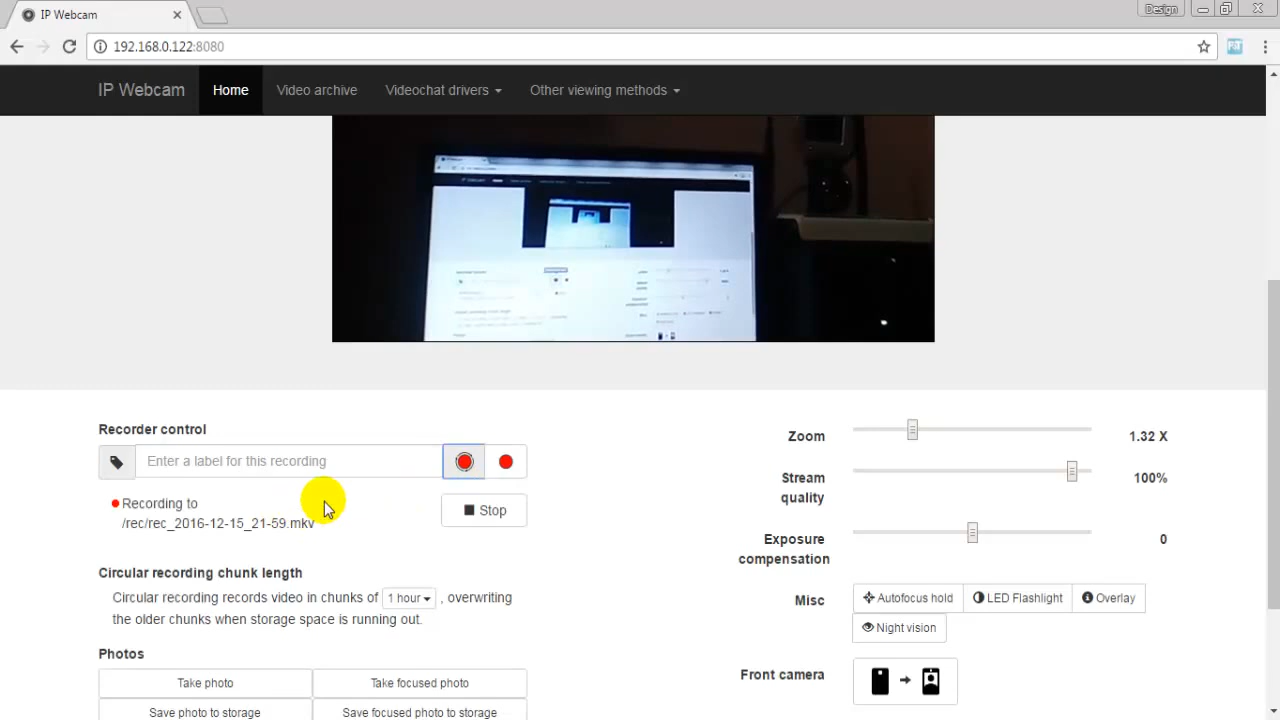 IP Webcam
Design
192.168.0.122:8080
IP Webcam
Home
Video archive
Videochat drivers
Other viewing methods
Recorder control
Enter a label for this recording
Recording to
/rec/rec_2016-12-15_21-59.mkv
Stop
Circular recording chunk length
Circular recording records video in chunks of 1 hour , overwriting
the older chunks when storage space is running out.
Photos
Take photo
Take focused photo
Save photo to storage
Save focused photo to storage
Zoom
1.32 X
Stream
quality
100%
Exposure
compensation
0
Misc
Autofocus hold
LED Flashlight
Overlay
Night vision
Front camera